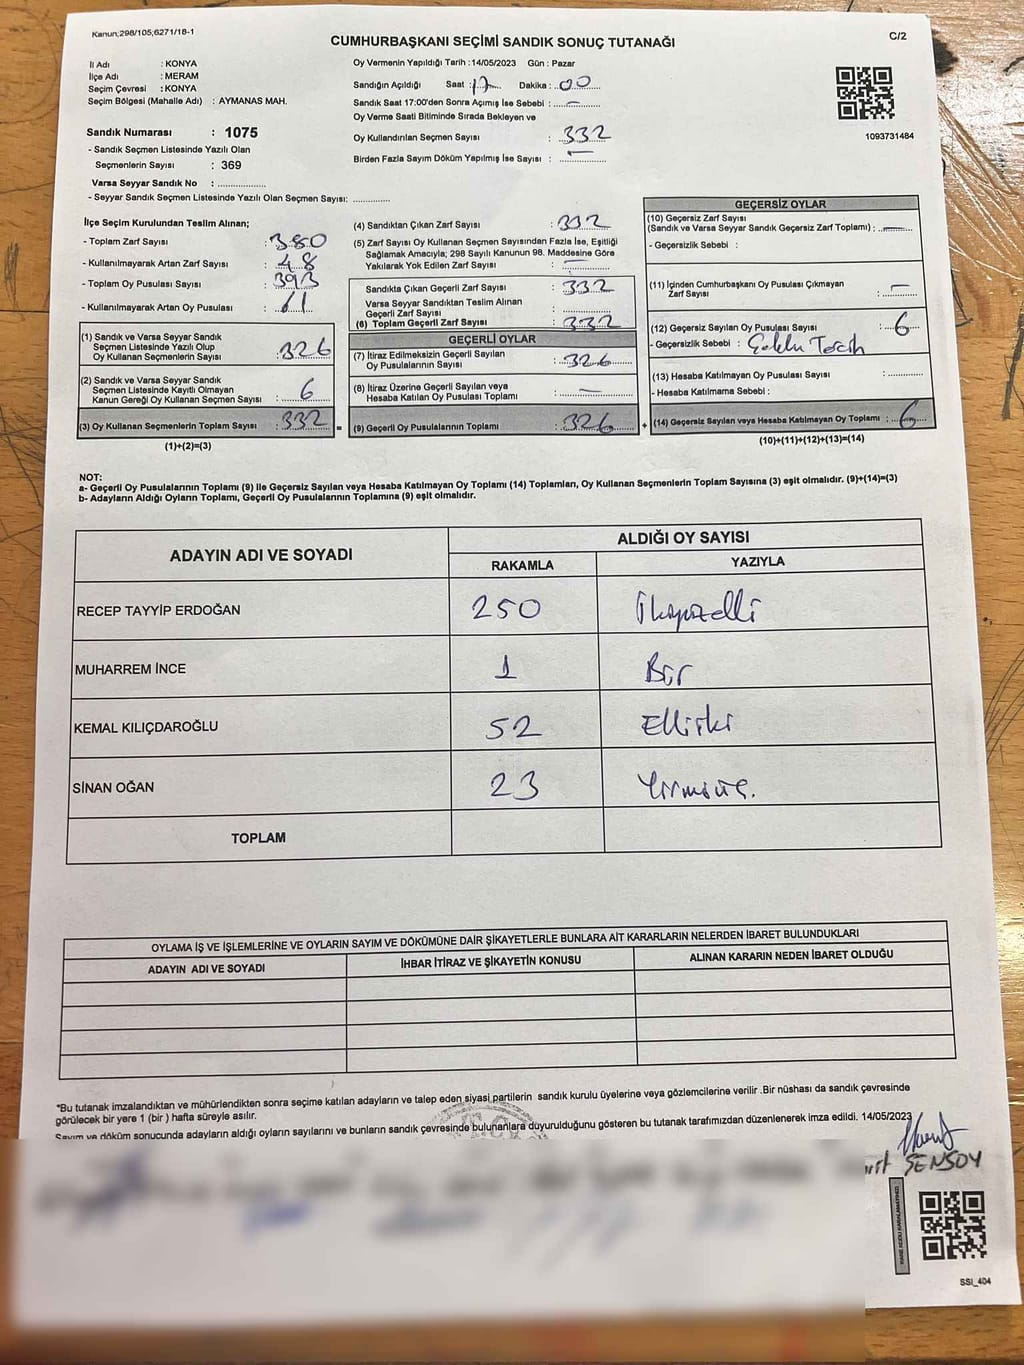 Kanun;298/105;6271/18-1
C/2
CUMHURBAŞKANI SEÇİMİ SANDIK SONUÇ TUTANAĞI
İl Adı : KONYA
İlçe Adı : MERAM
Seçim Çevresi : KONYA
Seçim Bölgesi (Mahalle Adı) : AYMANAS MAH.
Sandık Numarası : 1075
- Sandık Seçmen Listesinde Yazılı Olan
Seçmenlerin Sayısı : 369
Varsa Seyyar Sandık No : ..................
- Seyyar Sandık Seçmen Listesinde Yazılı Olan Seçmen Sayısı: ..............
Oy Vermenin Yapıldığı Tarih : 14/05/2023 Gün : Pazar
Sandığın Açıldığı Saat : 17 Dakika : 00
Sandık Saat 17:00'den Sonra Açımış İse Sebebi : —
Oy Verme Saati Bitiminde Sırada Bekleyen ve
Oy Kullandırılan Seçmen Sayısı : 332
Birden Fazla Sayım Döküm Yapılmış İse Sayısı : —
1093731484
İlçe Seçim Kurulundan Teslim Alınan;
- Toplam Zarf Sayısı : 380
- Kullanılmayarak Artan Zarf Sayısı : 48
- Toplam Oy Pusulası Sayısı : 393
- Kullanılmayarak Artan Oy Pusulası : 61
(1) Sandık ve Varsa Seyyar Sandık
Seçmen Listesinde Yazılı Olup
Oy Kullanan Seçmenlerin Sayısı : 326
(2) Sandık ve Varsa Seyyar Sandık
Seçmen Listesinde Kayıtlı Olmayan
Kanun Gereği Oy Kullanan Seçmen Sayısı : 6
(3) Oy Kullanan Seçmenlerin Toplam Sayısı : 332
(1)+(2)=(3)
(4) Sandıktan Çıkan Zarf Sayısı : 332
(5) Zarf Sayısı Oy Kullanan Seçmen Sayısından Fazla İse, Eşitliği
Sağlamak Amacıyla; 298 Sayılı Kanunun 98. Maddesine Göre
Yakılarak Yok Edilen Zarf Sayısı : —
Sandıkta Çıkan Geçerli Zarf Sayısı : 332
Varsa Seyyar Sandıktan Teslim Alınan
Geçerli Zarf Sayısı : ..............
(6) Toplam Geçerli Zarf Sayısı : 332
GEÇERLİ OYLAR
(7) İtiraz Edilmeksizin Geçerli Sayılan
Oy Pusulalarının Sayısı : 326
(8) İtiraz Üzerine Geçerli Sayılan veya
Hesaba Katılan Oy Pusulası Toplamı : —
(9) Geçerli Oy Pusulalarının Toplamı : 326
GEÇERSİZ OYLAR
(10) Geçersiz Zarf Sayısı
(Sandık ve Varsa Seyyar Sandık Geçersiz Zarf Toplamı) : —
- Geçersizlik Sebebi :
(11) İçinden Cumhurbaşkanı Oy Pusulası Çıkmayan
Zarf Sayısı : —
(12) Geçersiz Sayılan Oy Pusulası Sayısı : 6
- Geçersizlik Sebebi :
(13) Hesaba Katılmayan Oy Pusulası Sayısı : ..............
- Hesaba Katılmama Sebebi :
(14) Geçersiz Sayılan veya Hesaba Katılmayan Oy Toplamı : 6
(10)+(11)+(12)+(13)=(14)
NOT:
a- Geçerli Oy Pusulalarının Toplamı (9) ile Geçersiz Sayılan veya Hesaba Katılmayan Oy Toplamı (14) Toplamları, Oy Kullanan Seçmenlerin Toplam Sayısına (3) eşit olmalıdır. (9)+(14)=(3)
b- Adayların Aldığı Oyların Toplamı, Geçerli Oy Pusulalarının Toplamına (9) eşit olmalıdır.
ADAYIN ADI VE SOYADI
ALDIĞI OY SAYISI
RAKAMLA YAZIYLA
RECEP TAYYİP ERDOĞAN 250 İkiyüzelli
MUHARREM İNCE 1 Bir
KEMAL KILIÇDAROĞLU 52 Elliiki
SİNAN OĞAN 23 Yirmiüç.
TOPLAM
OYLAMA İŞ VE İŞLEMLERİNE VE OYLARIN SAYIM VE DÖKÜMÜNE DAİR ŞİKAYETLERLE BUNLARA AİT KARARLARIN NELERDEN İBARET BULUNDUKLARI
ADAYIN ADI VE SOYADI İHBAR İTİRAZ VE ŞİKAYETİN KONUSU ALINAN KARARIN NEDEN İBARET OLDUĞU
*Bu tutanak imzalandıktan ve mühürlendikten sonra seçime katılan adayların ve talep eden siyasi partilerin sandık kurulu üyelerine veya gözlemcilerine verilir .Bir nüshası da sandık çevresinde
görülecek bir yere 1 (bir ) hafta süreyle asılır.
Sayım ve döküm sonucunda adayların aldığı oyların sayılarını ve bunların sandık çevresinde bulunanlara duyurulduğunu gösteren bu tutanak tarafımızdan düzenlenerek imza edildi. 14/05/2023
ŞENSOY
SSI_404